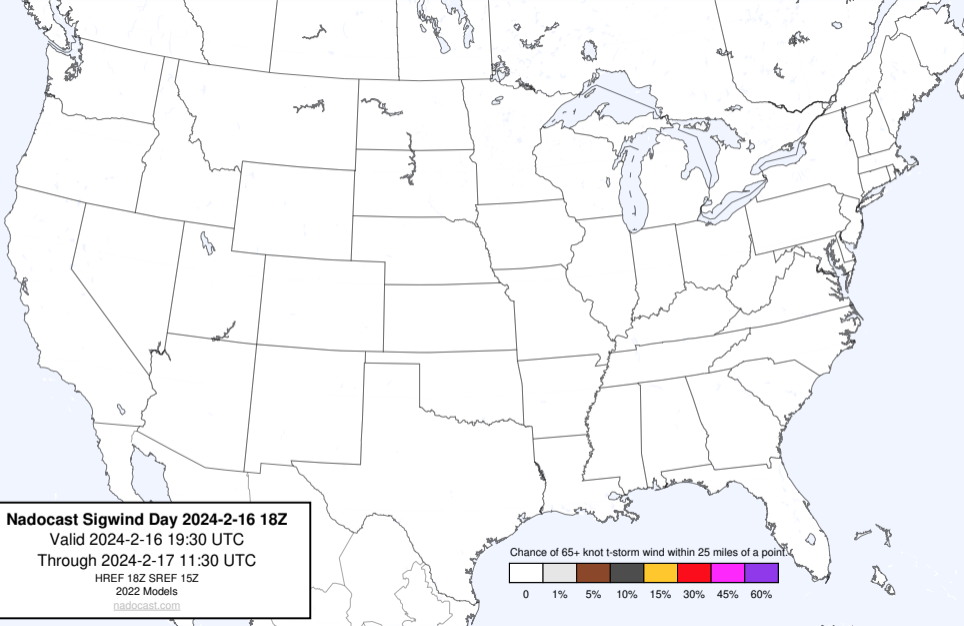 Nadocast Sigwind Day 2024-2-16 18Z
Valid 2024-2-16 19:30 UTC
Through 2024-2-17 11:30 UTC
HREF 18Z SREF 15Z
2022 Models
nadocast.com
Chance of 65+ knot t-storm wind within 25 miles of a point.
0 1% 5% 10% 15% 30% 45% 60%